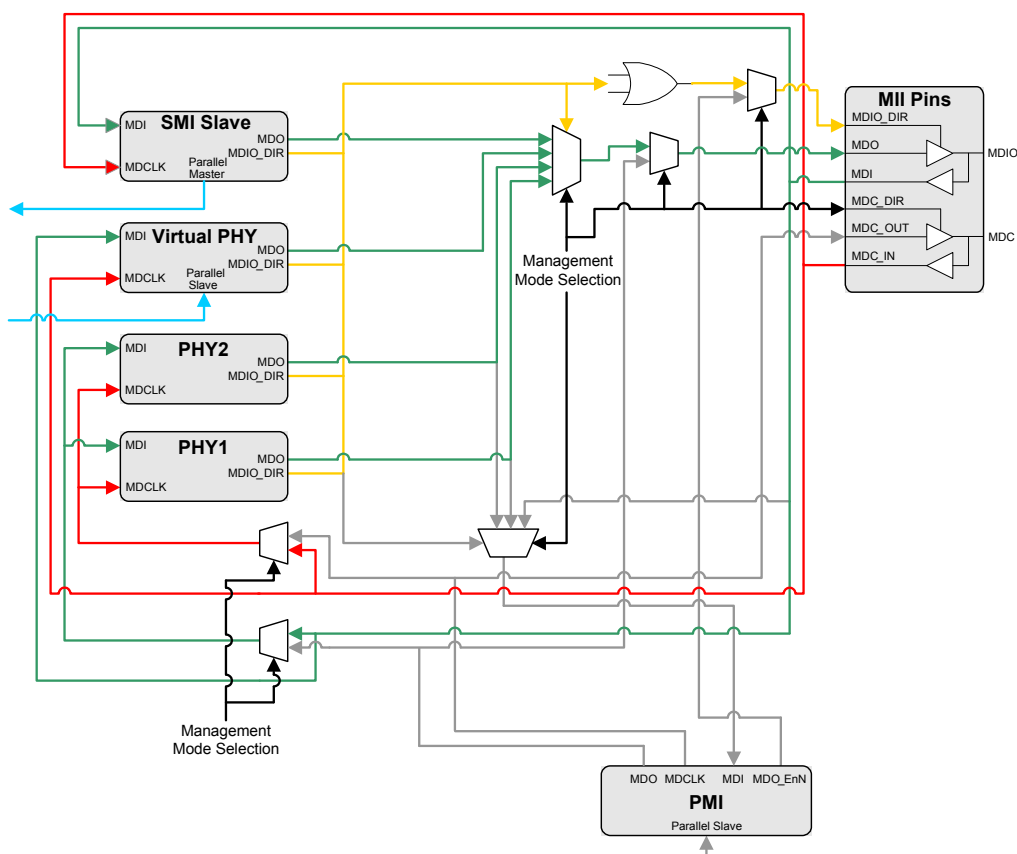 SMI Slave
MDI
MDO
MDIO_DIR
MDCLK
Parallel
Master
Virtual PHY
MDI
MDO
MDIO_DIR
MDCLK
Parallel
Slave
PHY2
MDI
MDO
MDIO_DIR
MDCLK
PHY1
MDI
MDO
MDIO_DIR
MDCLK
Management
Mode Selection
MII Pins
MDIO_DIR
MDO
MDIO
MDI
MDC_DIR
MDC_OUT
MDC
MDC_IN
Management
Mode Selection
MDO MDCLK MDI MDO_EnN
PMI
Parallel Slave